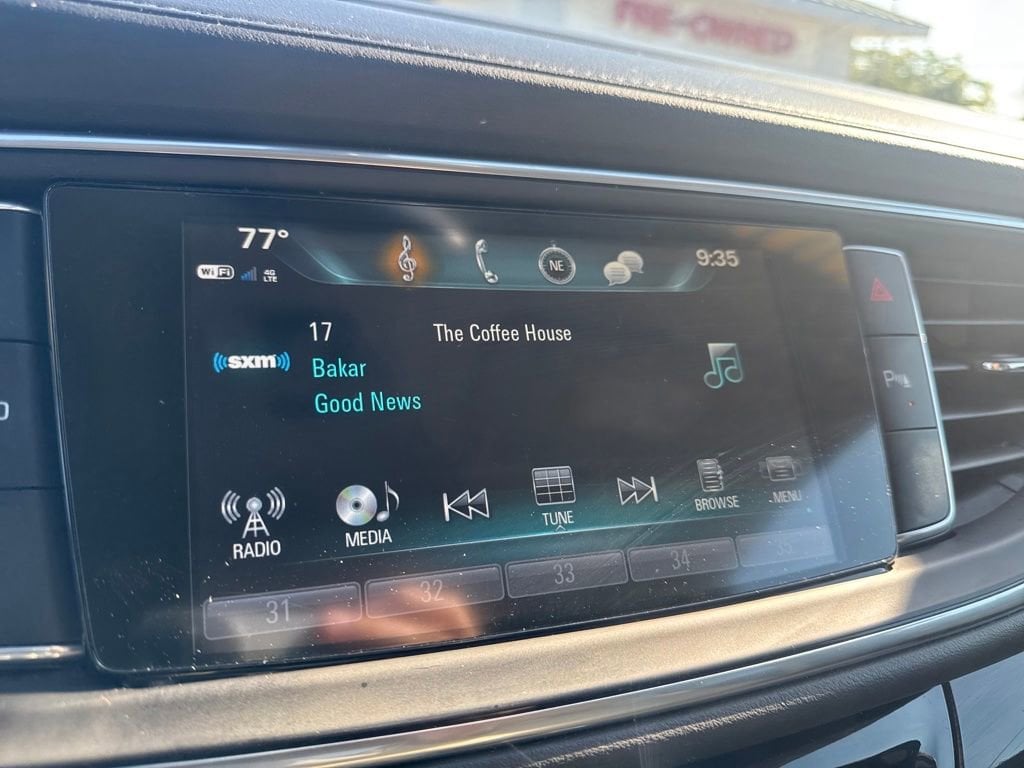 PRE-OWNED
77°
NE
9:35
WiFi
4G
LTE
17
The Coffee House
((sxm))
Bakar
Good News
RADIO
MEDIA
TUNE
BROWSE
MENU
31
32
33
34
35